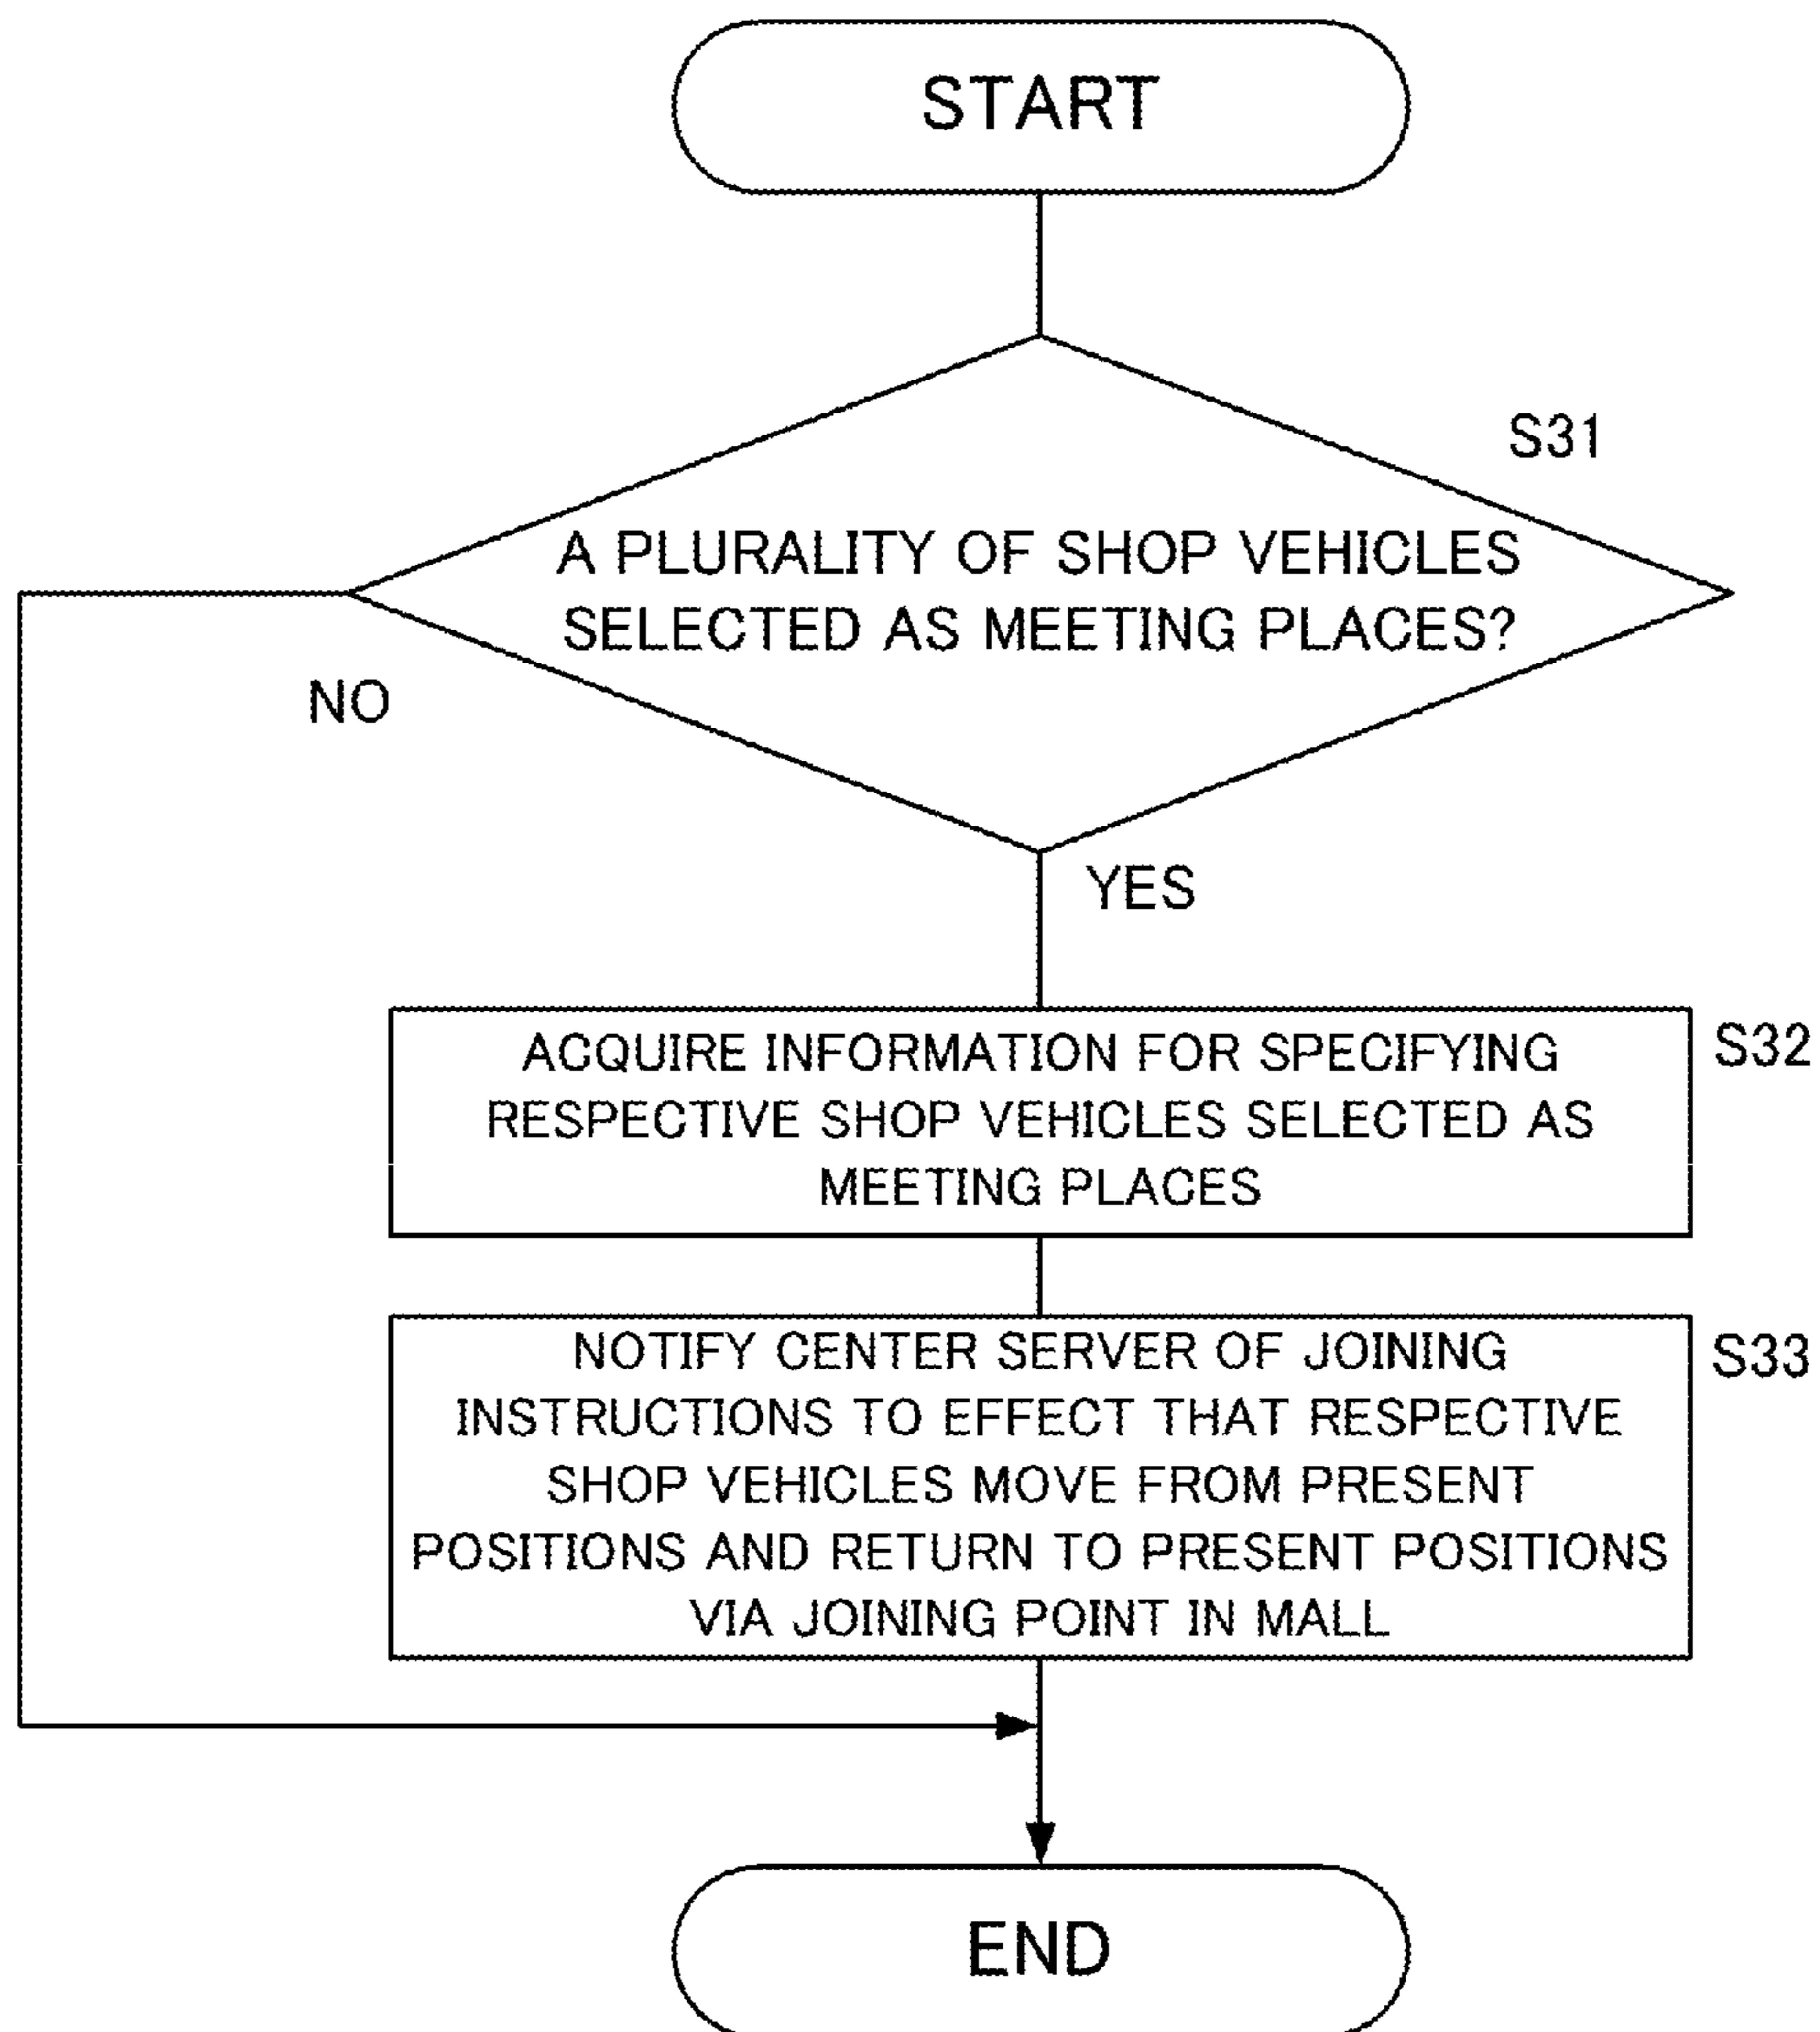 START
S31
A PLURALITY OF SHOP VEHICLES
SELECTED AS MEETING PLACES?
NO
YES
S32
ACQUIRE INFORMATION FOR SPECIFYING
RESPECTIVE SHOP VEHICLES SELECTED AS
MEETING PLACES
S33
NOTIFY CENTER SERVER OF JOINING
INSTRUCTIONS TO EFFECT THAT RESPECTIVE
SHOP VEHICLES MOVE FROM PRESENT
POSITIONS AND RETURN TO PRESENT POSITIONS
VIA JOINING POINT IN MALL
END